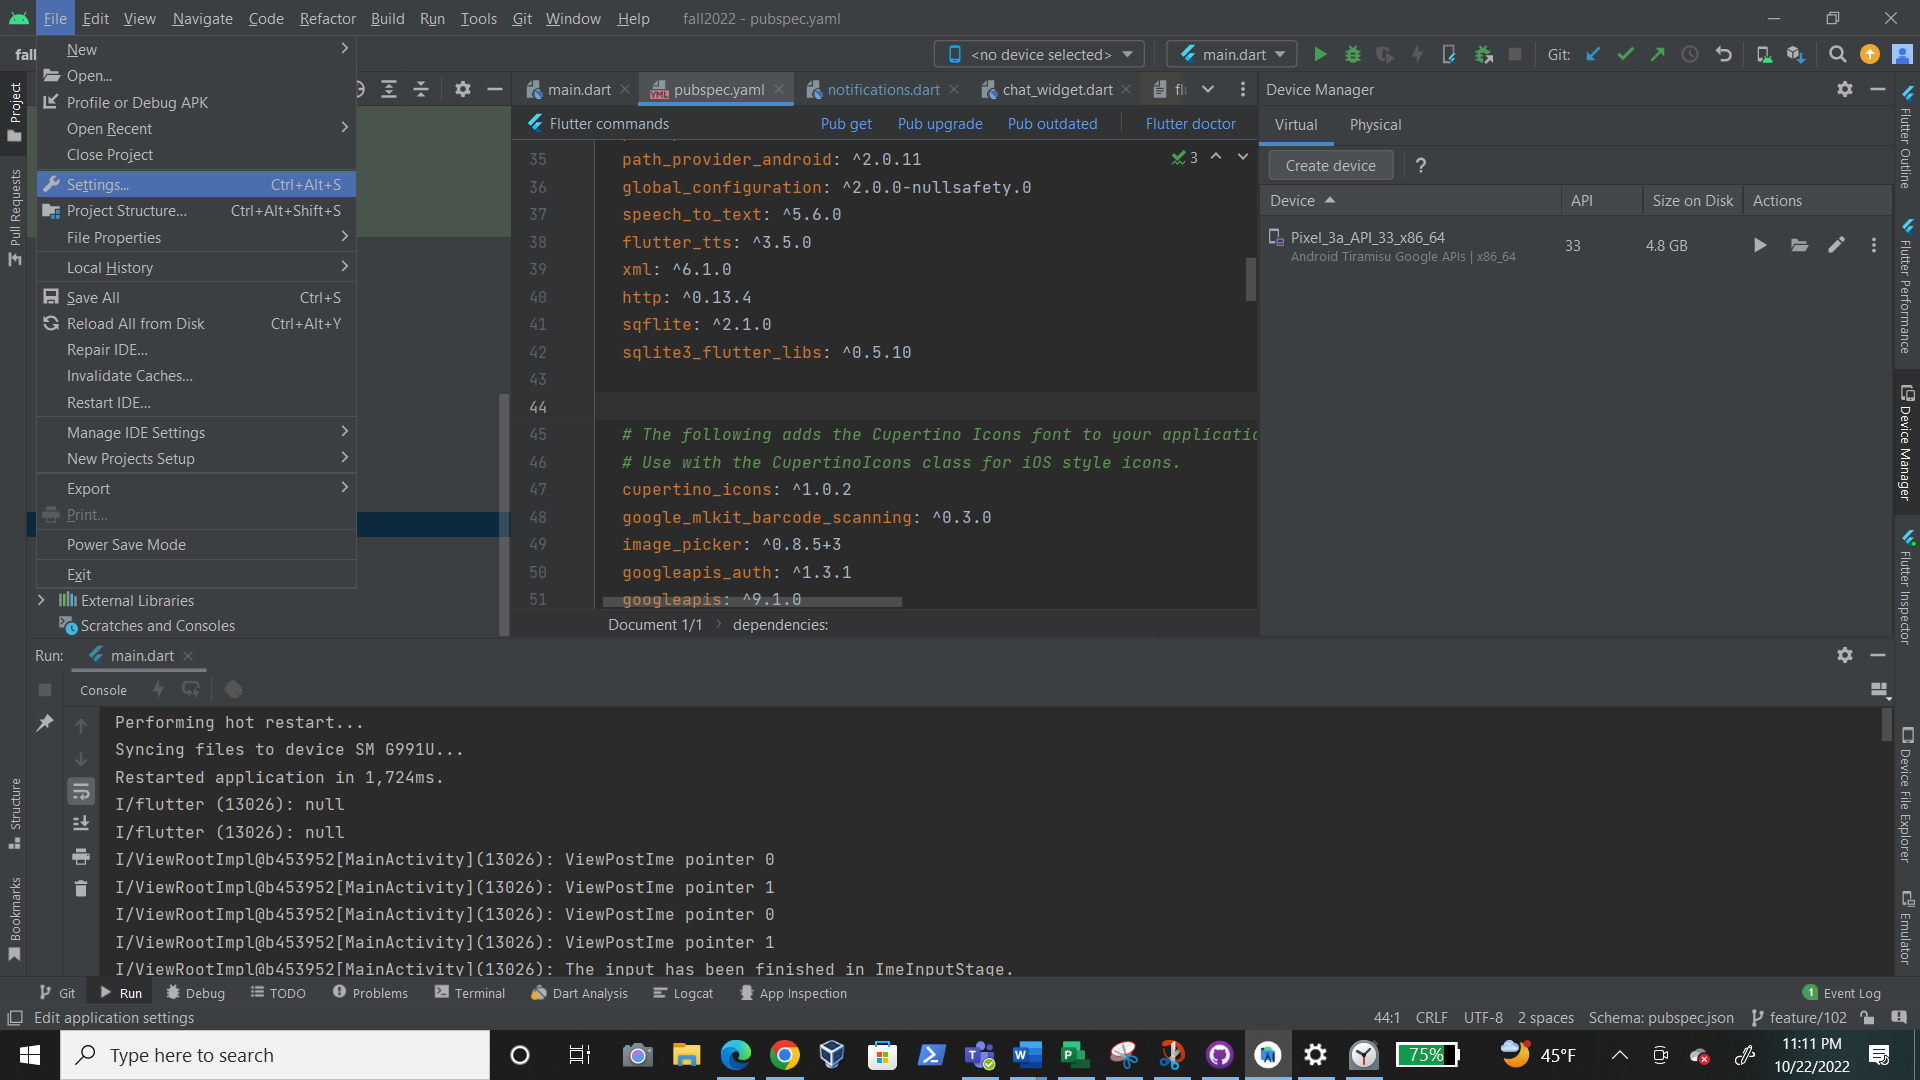 File Edit View Navigate Code Refactor Build Run Tools Git Window Help fall2022 - pubspec.yaml
fall
<no device selected> main.dart Git:
New
Open...
Profile or Debug APK
Open Recent
Close Project
Settings... Ctrl+Alt+S
Project Structure... Ctrl+Alt+Shift+S
File Properties
Local History
Save All Ctrl+S
Reload All from Disk Ctrl+Alt+Y
Repair IDE...
Invalidate Caches...
Restart IDE...
Manage IDE Settings
New Projects Setup
Export
Print...
Power Save Mode
Exit
External Libraries
Scratches and Consoles
Project
Pull Requests
Structure
Bookmarks
main.dart pubspec.yaml notifications.dart chat_widget.dart
Flutter commands Pub get Pub upgrade Pub outdated Flutter doctor
3
35 path_provider_android: ^2.0.11
36 global_configuration: ^2.0.0-nullsafety.0
37 speech_to_text: ^5.6.0
38 flutter_tts: ^3.5.0
39 xml: ^6.1.0
40 http: ^0.13.4
41 sqflite: ^2.1.0
42 sqlite3_flutter_libs: ^0.5.10
43
44
45 # The following adds the Cupertino Icons font to your applicatio
46 # Use with the CupertinoIcons class for iOS style icons.
47 cupertino_icons: ^1.0.2
48 google_mlkit_barcode_scanning: ^0.3.0
49 image_picker: ^0.8.5+3
50 googleapis_auth: ^1.3.1
51 googleapis: ^9.1.0
Document 1/1 dependencies:
Device Manager
Virtual Physical
Create device ?
Device API Size on Disk Actions
Pixel_3a_API_33_x86_64 33 4.8 GB
Android Tiramisu Google APIs | x86_64
Flutter Outline
Flutter Performance
Device Manager
Flutter Inspector
Device File Explorer
Emulator
Run: main.dart
Console
Performing hot restart...
Syncing files to device SM G991U...
Restarted application in 1,724ms.
I/flutter (13026): null
I/flutter (13026): null
I/ViewRootImpl@b453952[MainActivity](13026): ViewPostIme pointer 0
I/ViewRootImpl@b453952[MainActivity](13026): ViewPostIme pointer 1
I/ViewRootImpl@b453952[MainActivity](13026): ViewPostIme pointer 0
I/ViewRootImpl@b453952[MainActivity](13026): ViewPostIme pointer 1
I/ViewRootImpl@b453952[MainActivity](13026): The input has been finished in ImeInputStage.
Git Run Debug TODO Problems Terminal Dart Analysis Logcat App Inspection 1 Event Log
Edit application settings 44:1 CRLF UTF-8 2 spaces Schema: pubspec.json feature/102
Type here to search 75% 45°F 11:11 PM
10/22/2022